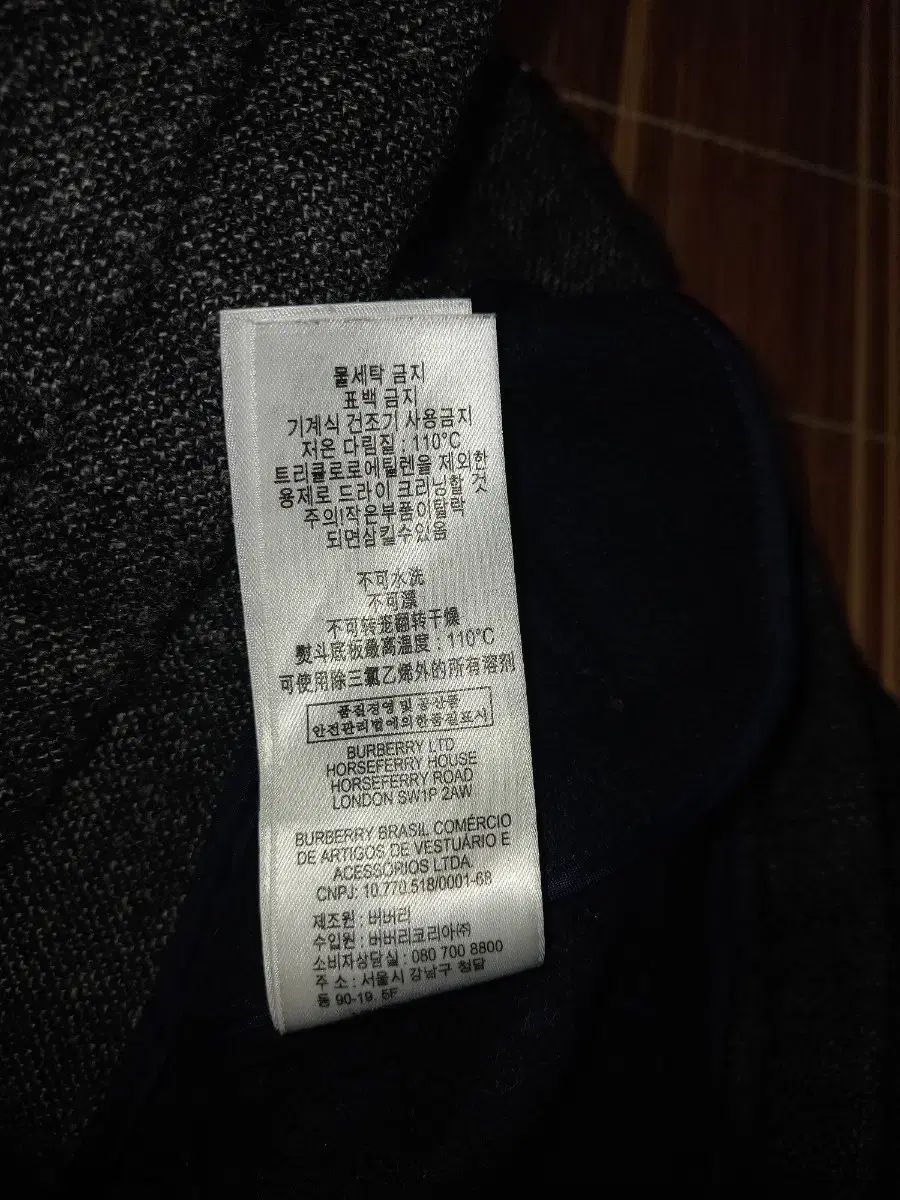 물세탁 금지
표백 금지
기계식 건조기 사용금지
저온 다림질 : 110°C
트리클로로에틸렌을 제외한
용제로 드라이 크리닝할 것
주의!작은부품이탈락
되면삼킬수있음
不可水洗
不可漂
不可转笼翻转干燥
熨斗底板最高温度 : 110°C
可使用除三氯乙烯外的所有溶剂
품질경영 및 공산품
안전관리법에의한품질표시
BURBERRY LTD
HORSEFERRY HOUSE
HORSEFERRY ROAD
LONDON SW1P 2AW
BURBERRY BRASIL COMÉRCIO
DE ARTIGOS DE VESTUÁRIO E
ACESSÓRIOS LTDA
CNPJ: 10.770.518/0001-68
제조원 : 버버리
수입원 : 버버리코리아㈜
소비자상담실 : 080 700 8800
주 소 : 서울시 강남구 청담
동 90-19, 5F